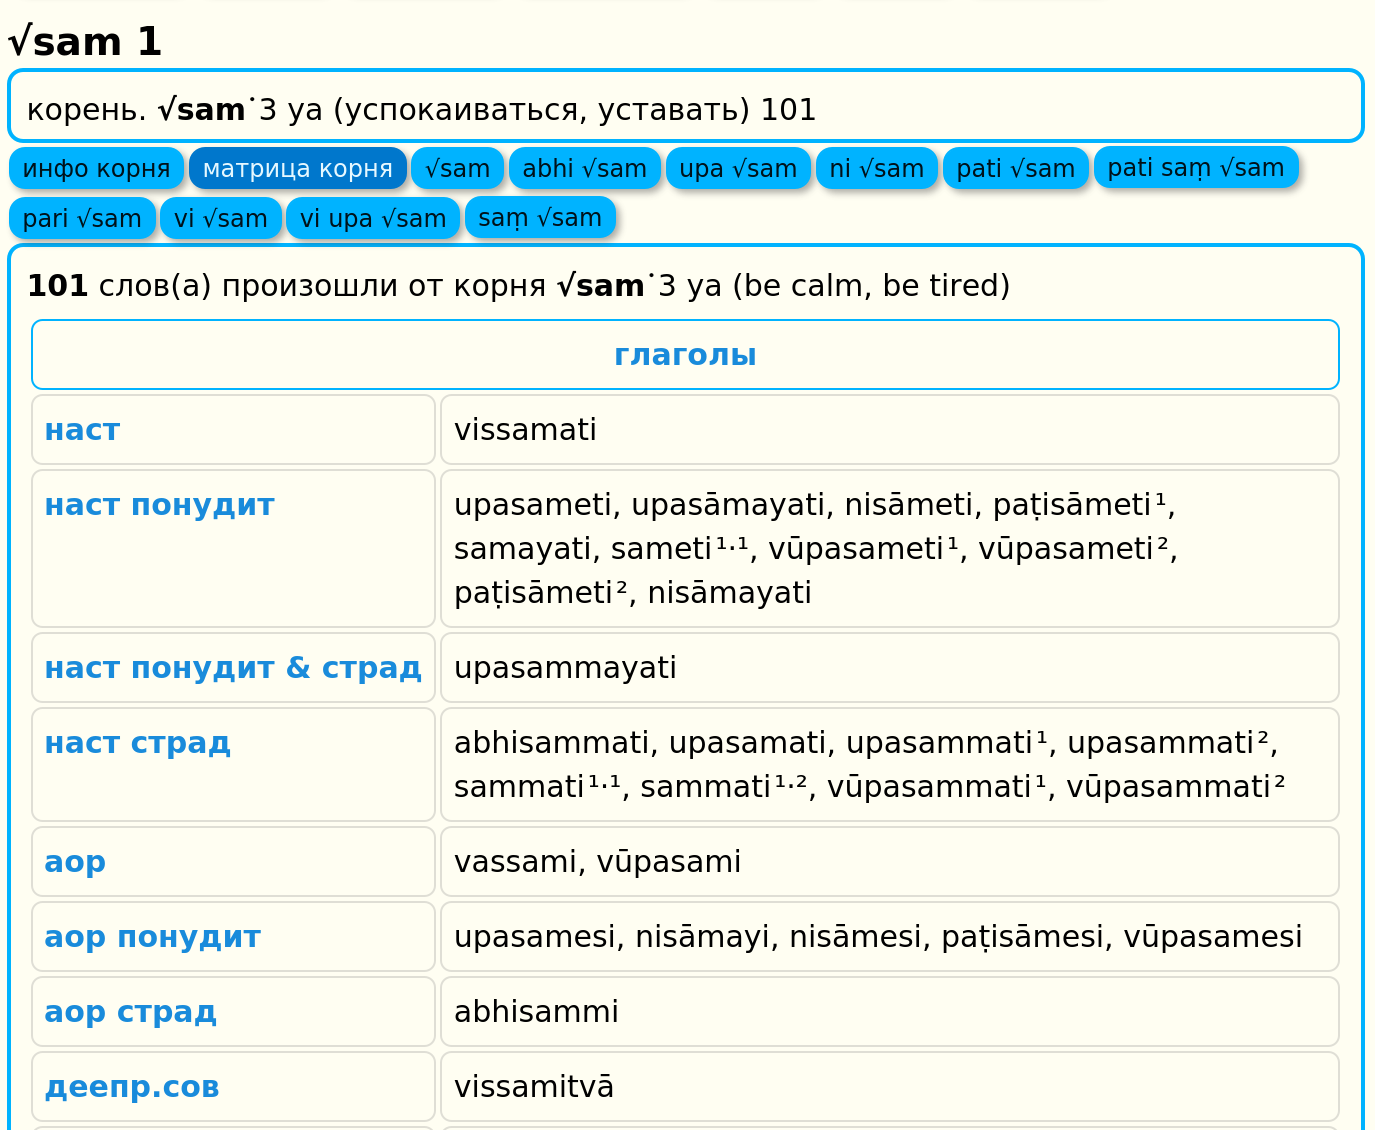 √sam 1
корень. √sam˙3 ya (успокаиваться, уставать) 101
инфо корня матрица корня √sam abhi √sam upa √sam ni √sam pati √sam pati saṃ √sam
pari √sam vi √sam vi upa √sam saṃ √sam
101 слов(а) произошли от корня √sam˙3 ya (be calm, be tired)
глаголы
наст vissamati
наст понудит upasameti, upasāmayati, nisāmeti, paṭisāmeti¹,
samayati, sameti¹·¹, vūpasameti¹, vūpasameti²,
paṭisāmeti², nisāmayati
наст понудит & страд upasammayati
наст страд abhisammati, upasamati, upasammati¹, upasammati²,
sammati¹·¹, sammati¹·², vūpasammati¹, vūpasammati²
аор vassami, vūpasami
аор понудит upasamesi, nisāmayi, nisāmesi, paṭisāmesi, vūpasamesi
аор страд abhisammi
деепр.сов vissamitvā